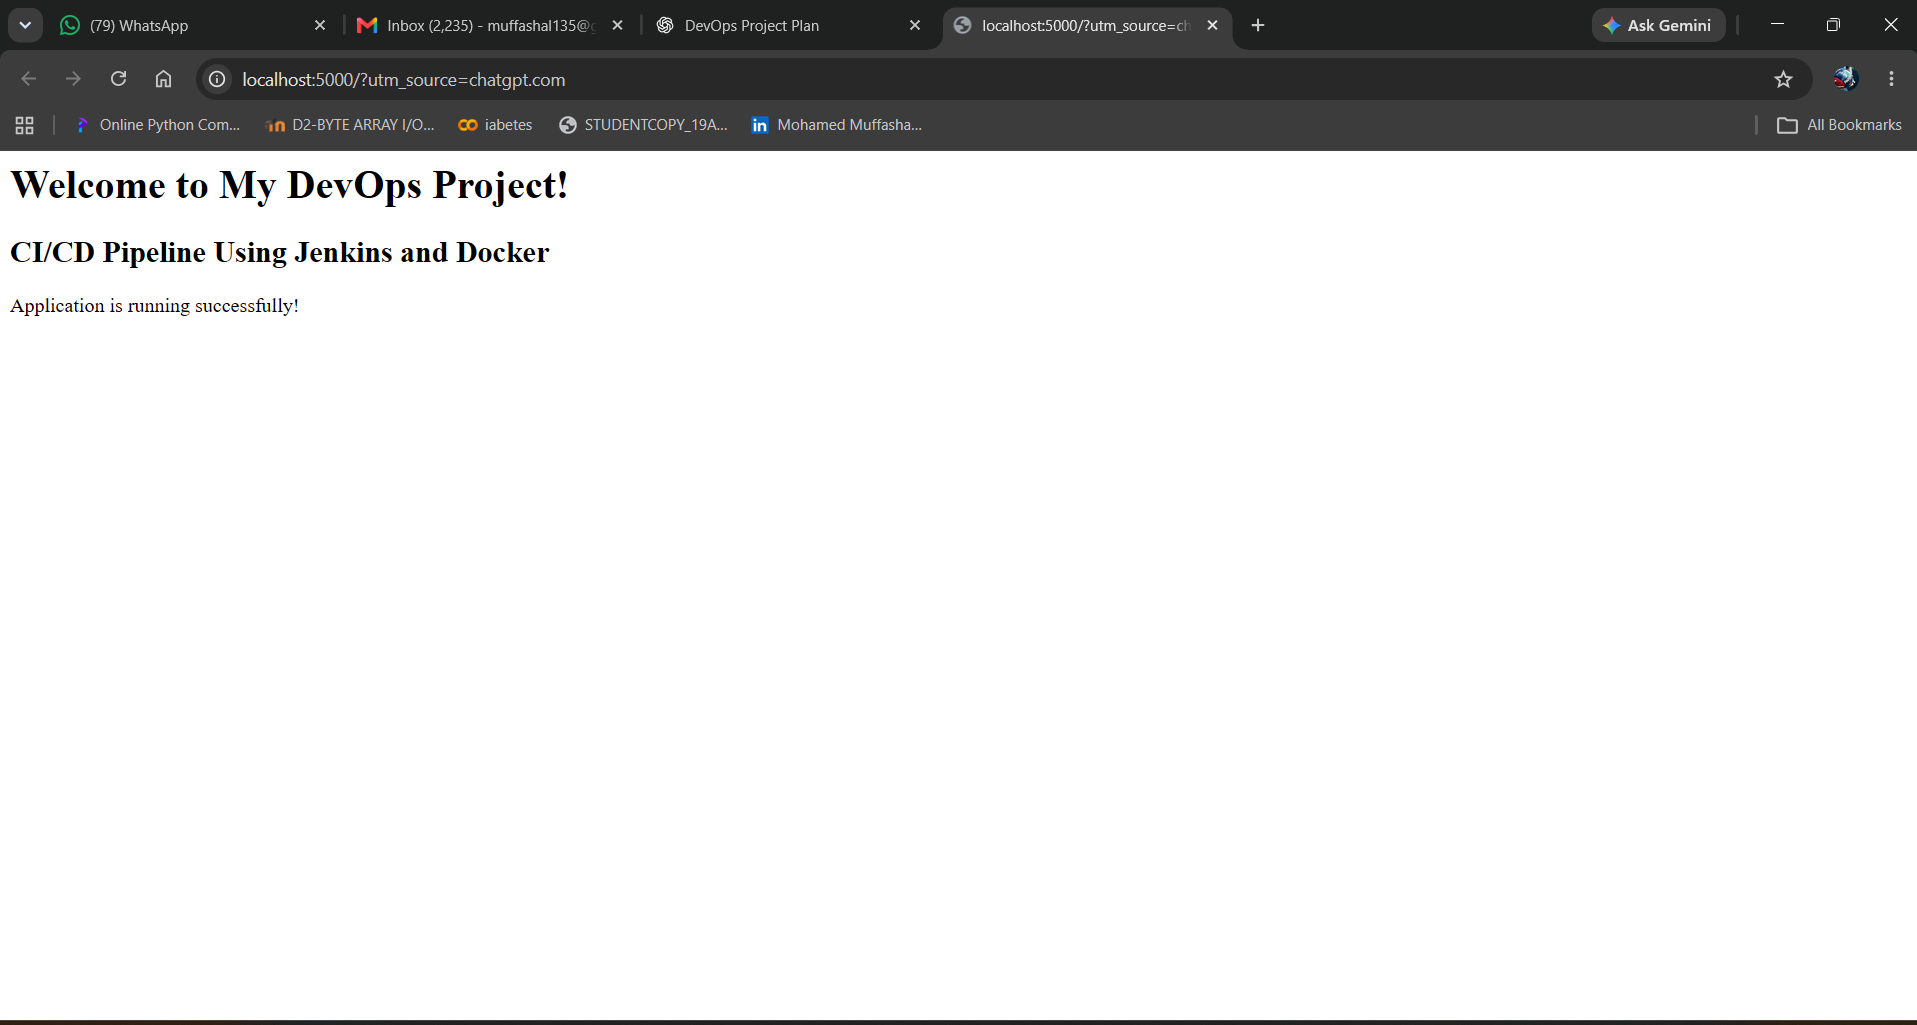 (79) WhatsApp
Inbox (2,235) - muffashal135@g
DevOps Project Plan
localhost:5000/?utm_source=ch
Ask Gemini
localhost:5000/?utm_source=chatgpt.com
Online Python Com...
D2-BYTE ARRAY I/O...
iabetes
STUDENTCOPY_19A...
in Mohamed Muffasha...
All Bookmarks
Welcome to My DevOps Project!
CI/CD Pipeline Using Jenkins and Docker
Application is running successfully!